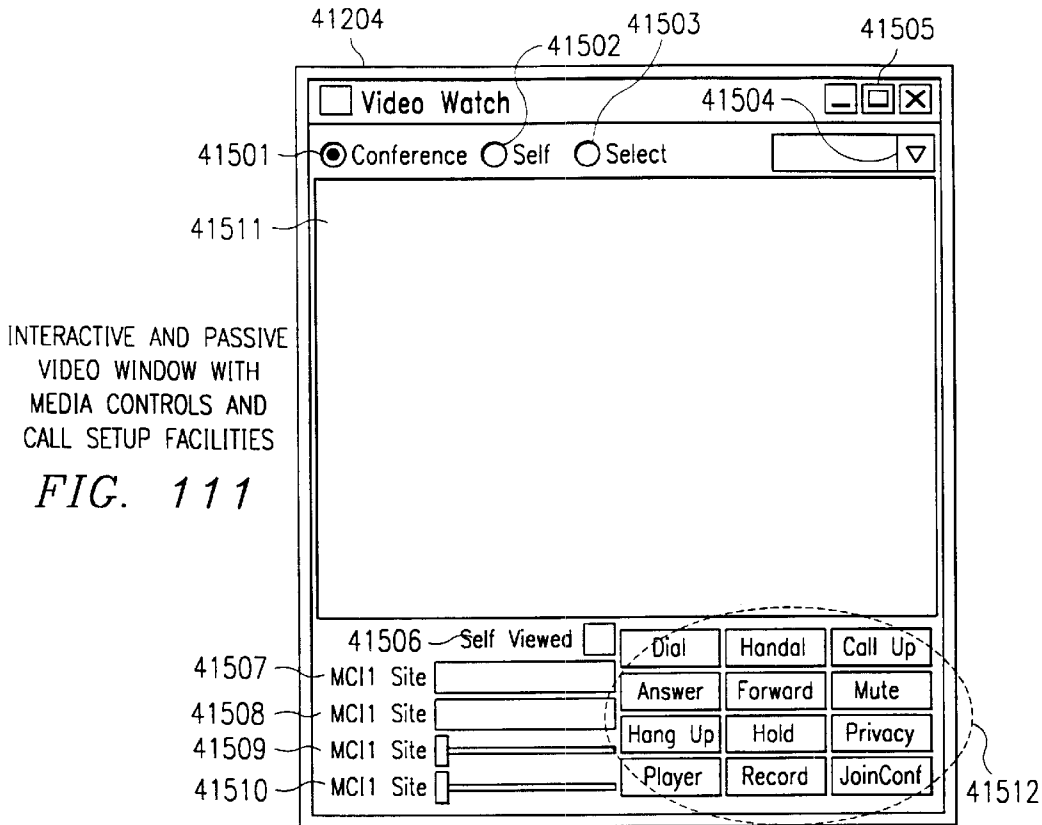 41204
41502
41503
41505
Video Watch
41504
41501
Conference
Self
Select
41511
INTERACTIVE AND PASSIVE
VIDEO WINDOW WITH
MEDIA CONTROLS AND
CALL SETUP FACILITIES
FIG. 111
41506
Self Viewed
Dial
Handal
Call Up
41507
MCI1 Site
Answer
Forward
Mute
41508
MCI1 Site
Hang Up
Hold
Privacy
41509
MCI1 Site
41510
MCI1 Site
Player
Record
JoinConf
41512